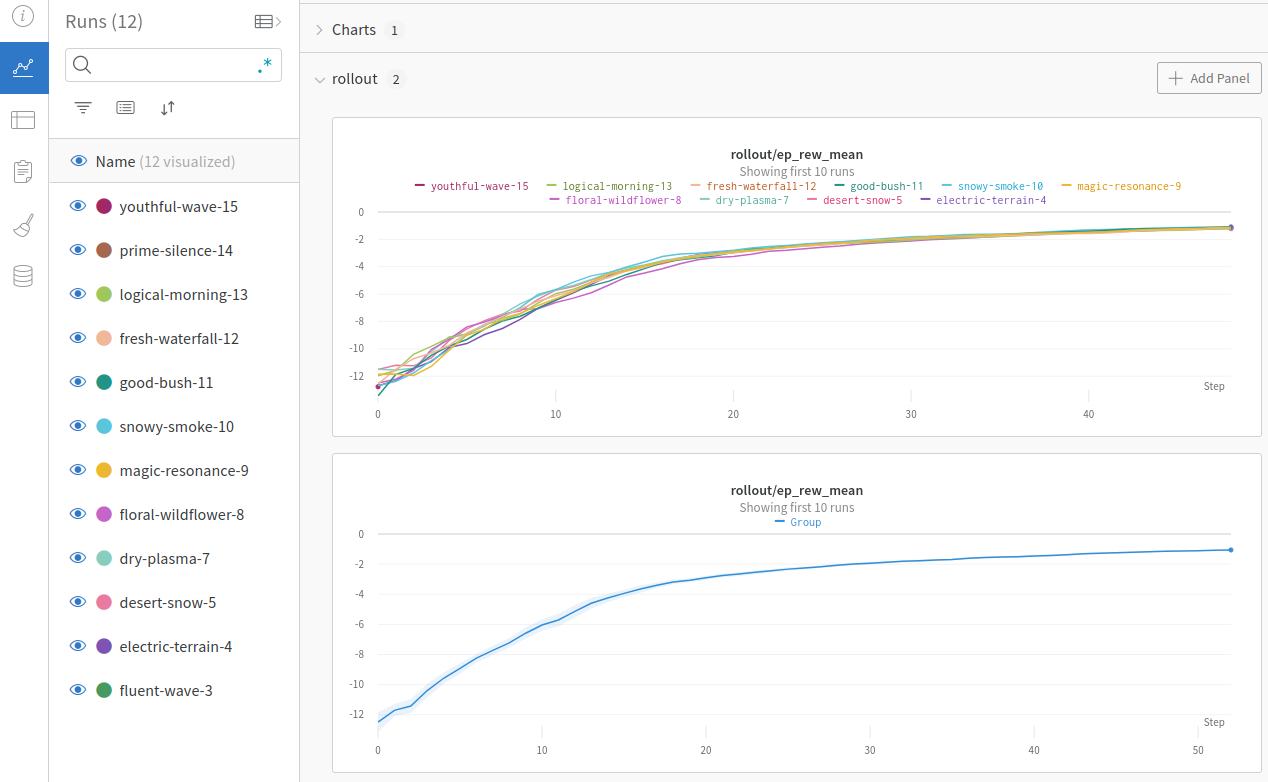 Runs (12)
.*
Name (12 visualized)
youthful-wave-15
prime-silence-14
logical-morning-13
fresh-waterfall-12
good-bush-11
snowy-smoke-10
magic-resonance-9
floral-wildflower-8
dry-plasma-7
desert-snow-5
electric-terrain-4
fluent-wave-3
Charts 1
rollout 2
Add Panel
rollout/ep_rew_mean
Showing first 10 runs
youthful-wave-15 logical-morning-13 fresh-waterfall-12 good-bush-11 snowy-smoke-10 magic-resonance-9
floral-wildflower-8 dry-plasma-7 desert-snow-5 electric-terrain-4
0
-2
-4
-6
-8
-10
-12
Step
0 10 20 30 40
rollout/ep_rew_mean
Showing first 10 runs
Group
0
-2
-4
-6
-8
-10
-12
Step
0 10 20 30 40 50